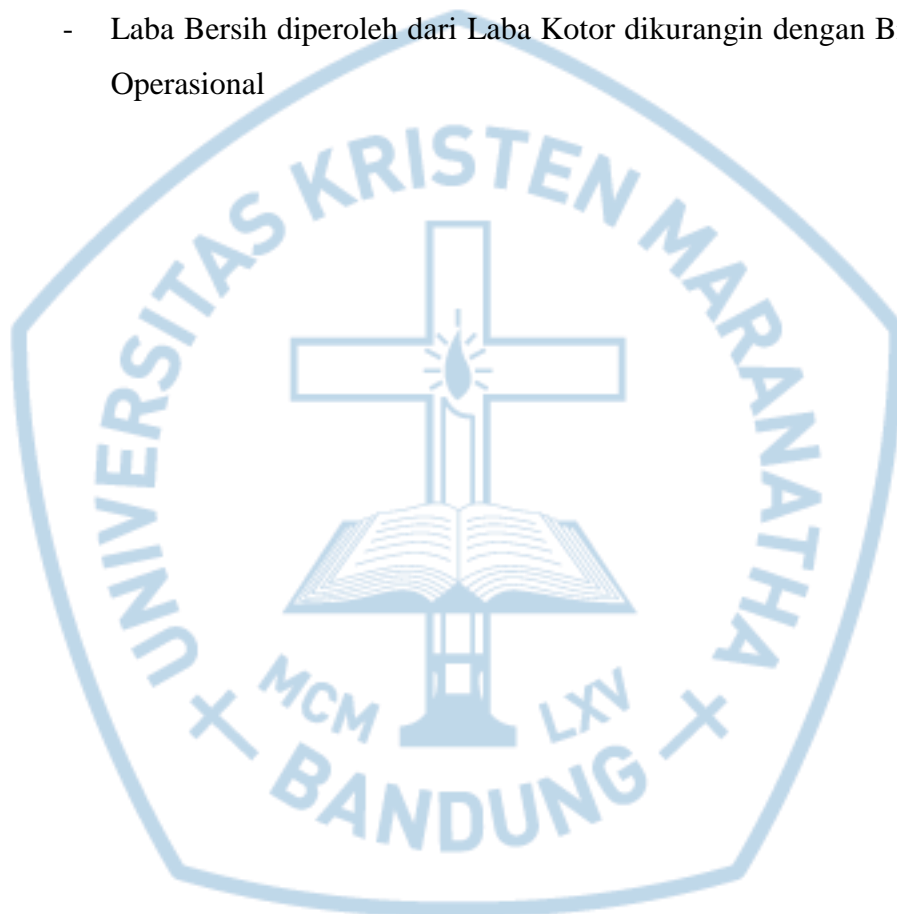 - Laba Bersih diperoleh dari Laba Kotor dikurangin dengan
Operasional
UNIVERSITAS KRISTEN MARANATHA
MCM LXV
BANDUNG